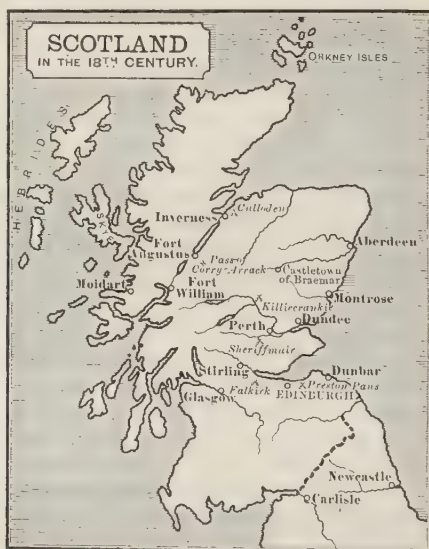 SCOTLAND
IN THE 18TH CENTURY.
ORKNEY ISLES
HEBRIDES
SKYE
Culloden
Inverness
Fort
Augustus
Aberdeen
Pass of
Corry-Arrack
Castletown
of Braemar
Moidart
Fort
William
Montrose
Killiecrankie
Dundee
Perth
Sheriffmuir
Stirling
Dunbar
Falkirk
Preston Pans
Glasgow
EDINBURGH
Newcastle
Carlisle